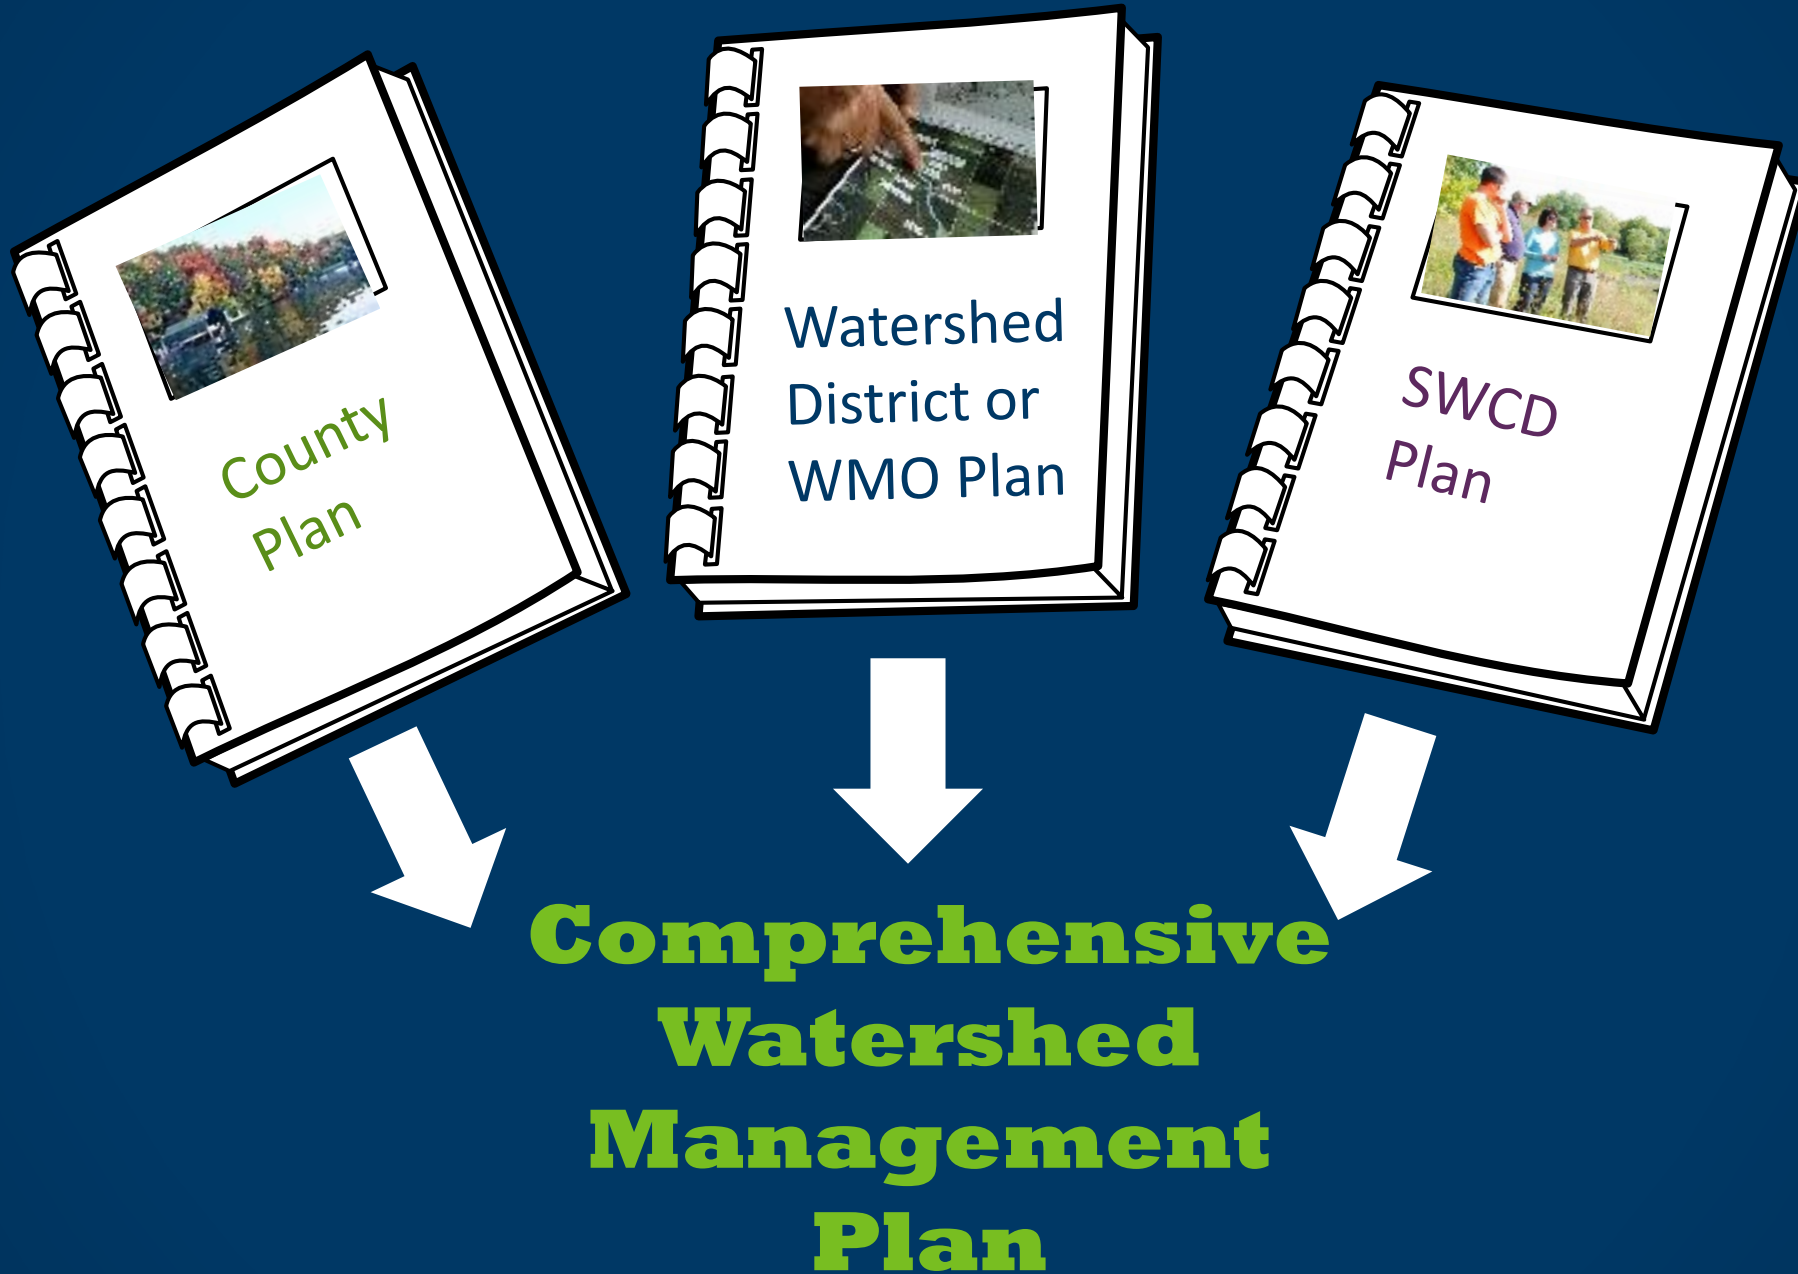 County
Plan
Watershed
District or
WMO Plan
SWCD
Plan
Comprehensive
Watershed
Management
Plan